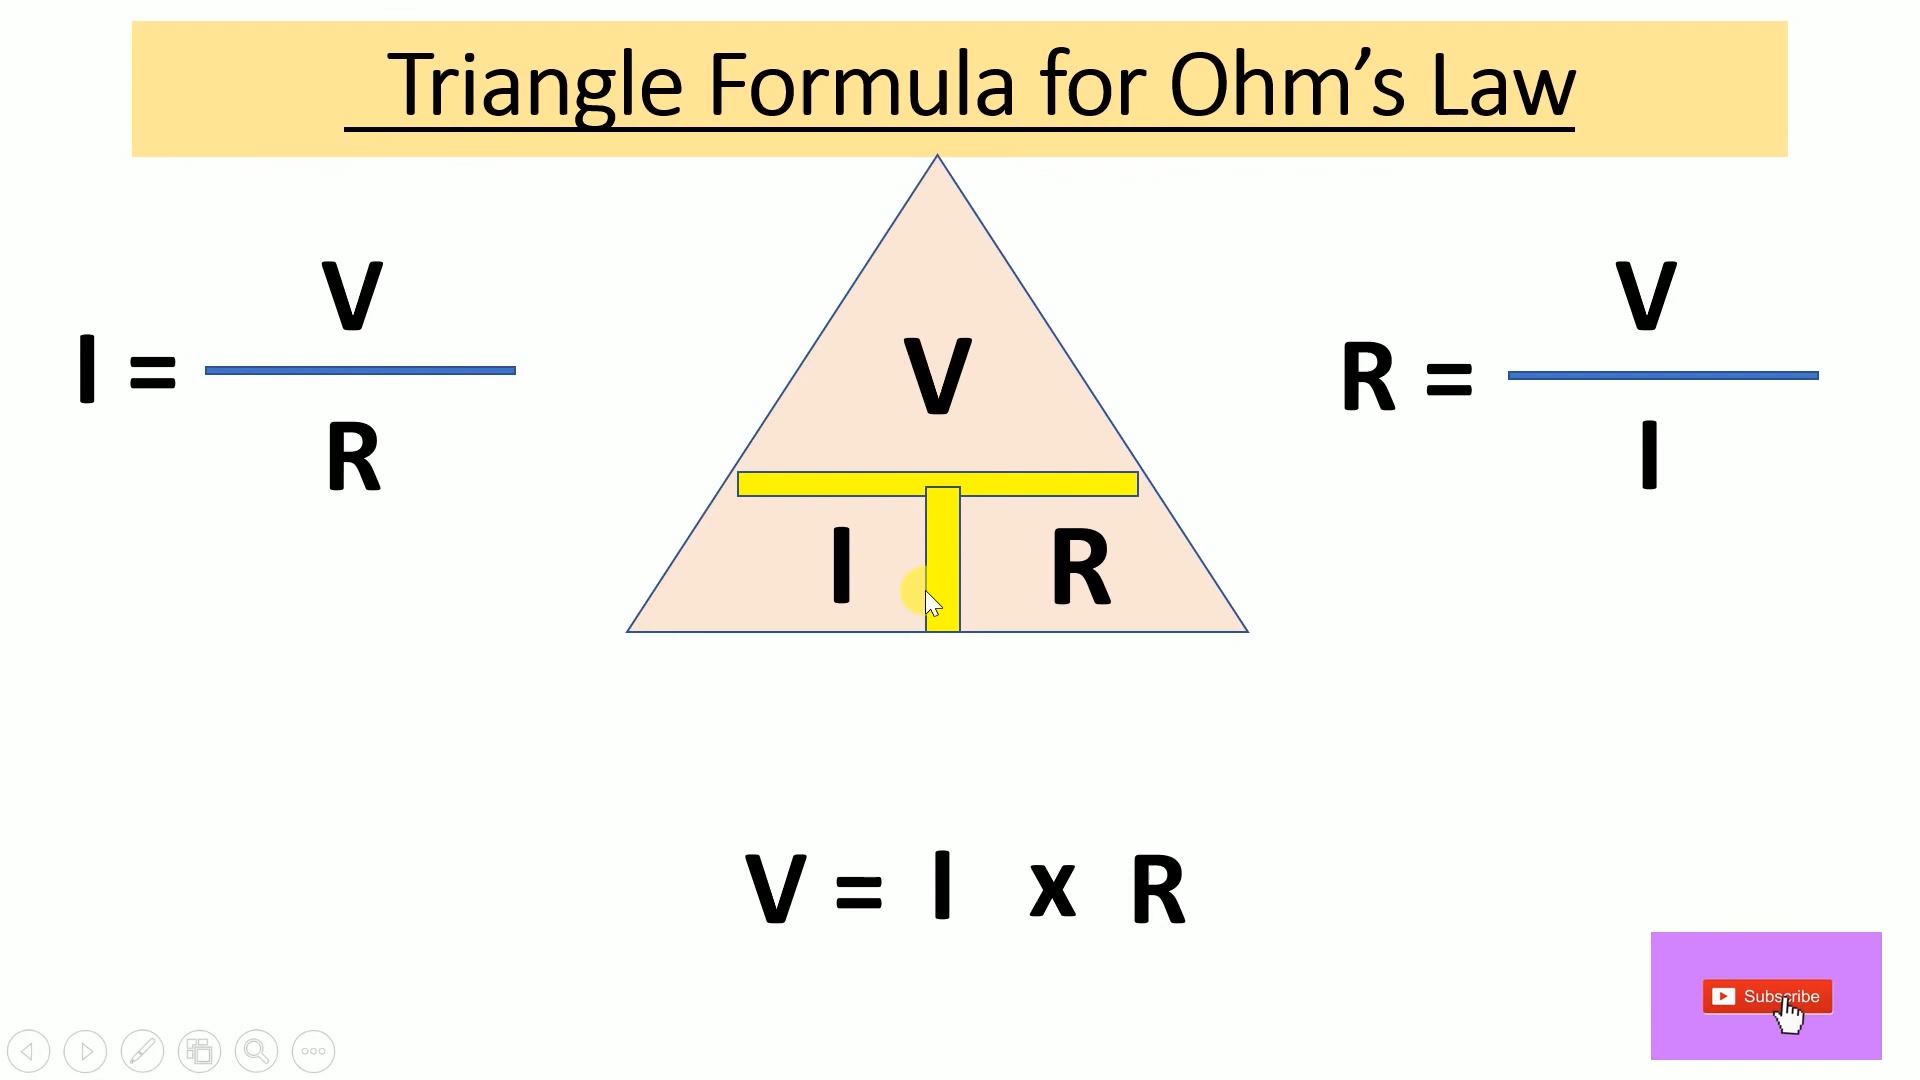 Triangle Formula for Ohm’s Law
I = V
R
V
I R
R = V
I
V = I x R
Subscribe